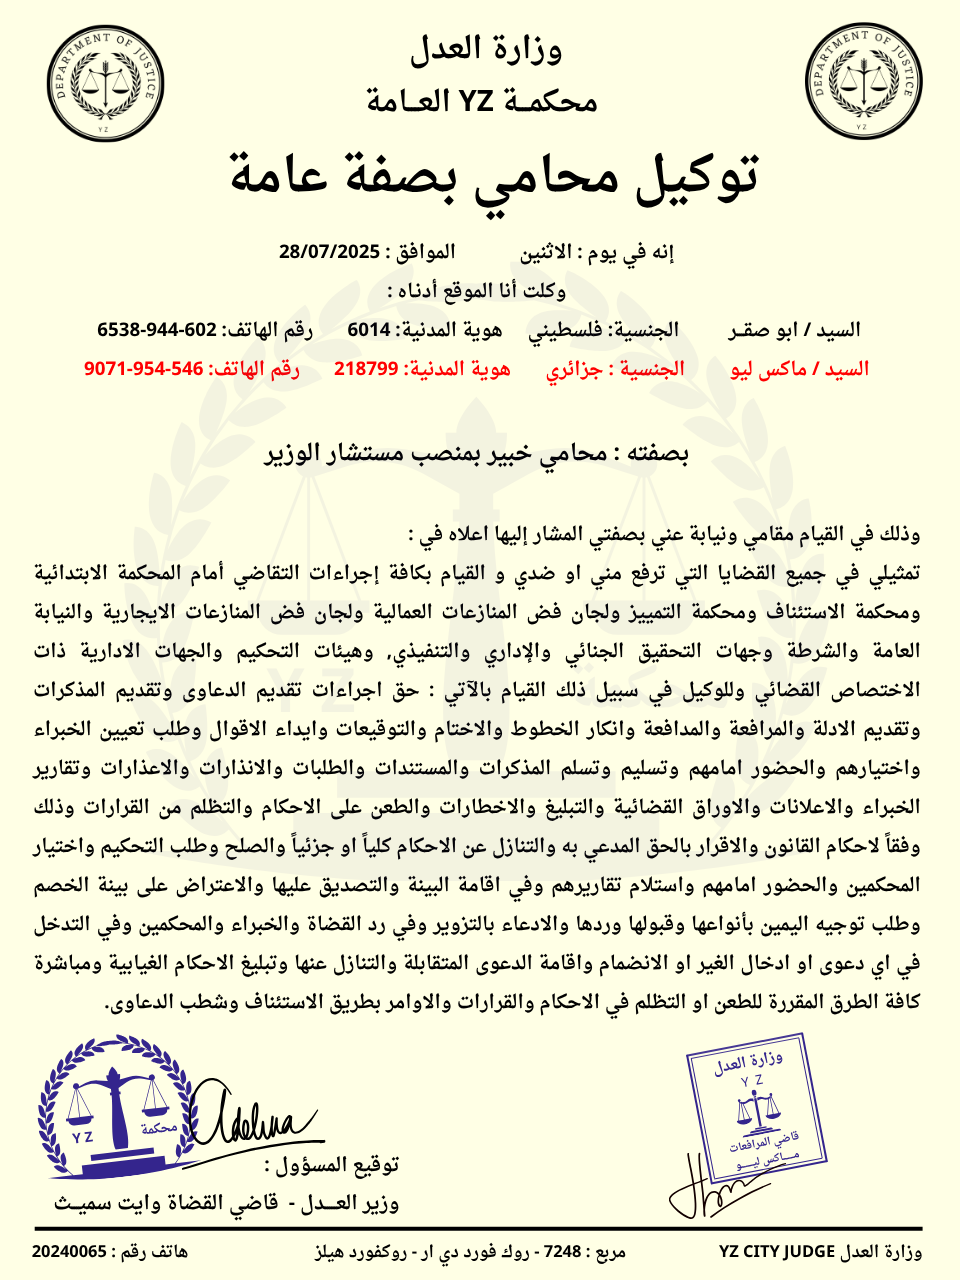 DEPARTMENT OF JUSTICE
YZ
DEPARTMENT OF JUSTICE
YZ
وزارة العدل
محكمـة YZ العـامة
توكيل محامي بصفة عامة
إنه في يوم : الاثنين الموافق : 28/07/2025
وكلت أنا الموقع أدناه :
السيد / ابو صقـر الجنسية: فلسطيني هوية المدنية: 6014 رقم الهاتف: 602-944-6538
السيد / ماكس ليو الجنسية : جزائري هوية المدنية: 218799 رقم الهاتف: 546-954-9071
بصفته : محامي خبير بمنصب مستشار الوزير
وذلك في القيام مقامي ونيابة عني بصفتي المشار إليها اعلاه في :
تمثيلي في جميع القضايا التي ترفع مني او ضدي و القيام بكافة إجراءات التقاضي أمام المحكمة الابتدائية
ومحكمة الاستئناف ومحكمة التمييز ولجان فض المنازعات العمالية ولجان فض المنازعات الايجارية والنيابة
العامة والشرطة وجهات التحقيق الجنائي والإداري والتنفيذي, وهيئات التحكيم والجهات الادارية ذات
الاختصاص القضائي وللوكيل في سبيل ذلك القيام بالآتي : حق اجراءات تقديم الدعاوى وتقديم المذكرات
وتقديم الادلة والمرافعة والمدافعة وانكار الخطوط والاختام والتوقيعات وايداء الاقوال وطلب تعيين الخبراء
واختيارهم والحضور امامهم وتسليم وتسلم المذكرات والمستندات والطلبات والانذارات والاعذارات وتقارير
الخبراء والاعلانات والاوراق القضائية والتبليغ والاخطارات والطعن على الاحكام والتظلم من القرارات وذلك
وفقاً لاحكام القانون والاقرار بالحق المدعي به والتنازل عن الاحكام كلياً او جزئياً والصلح وطلب التحكيم واختيار
المحكمين والحضور امامهم واستلام تقاريرهم وفي اقامة البينة والتصديق عليها والاعتراض على بينة الخصم
وطلب توجيه اليمين بأنواعها وقبولها وردها والادعاء بالتزوير وفي رد القضاة والخبراء والمحكمين وفي التدخل
في اي دعوى او ادخال الغير او الانضمام واقامة الدعوى المتقابلة والتنازل عنها وتبليغ الاحكام الغيابية ومباشرة
كافة الطرق المقررة للطعن او التظلم في الاحكام والقرارات والاوامر بطريق الاستئناف وشطب الدعاوى.
وزارة العدل
YZ
قاضي المرافعات
مـــاكس ليـــو
محكمة YZ
Adelina
توقيع المسؤول :
وزير العــدل - قاضي القضاة وايت سميـث
وزارة العدل YZ CITY JUDGE
مربع : 7248 - روك فورد دي ار - روكفورد هيلز
هاتف رقم : 20240065